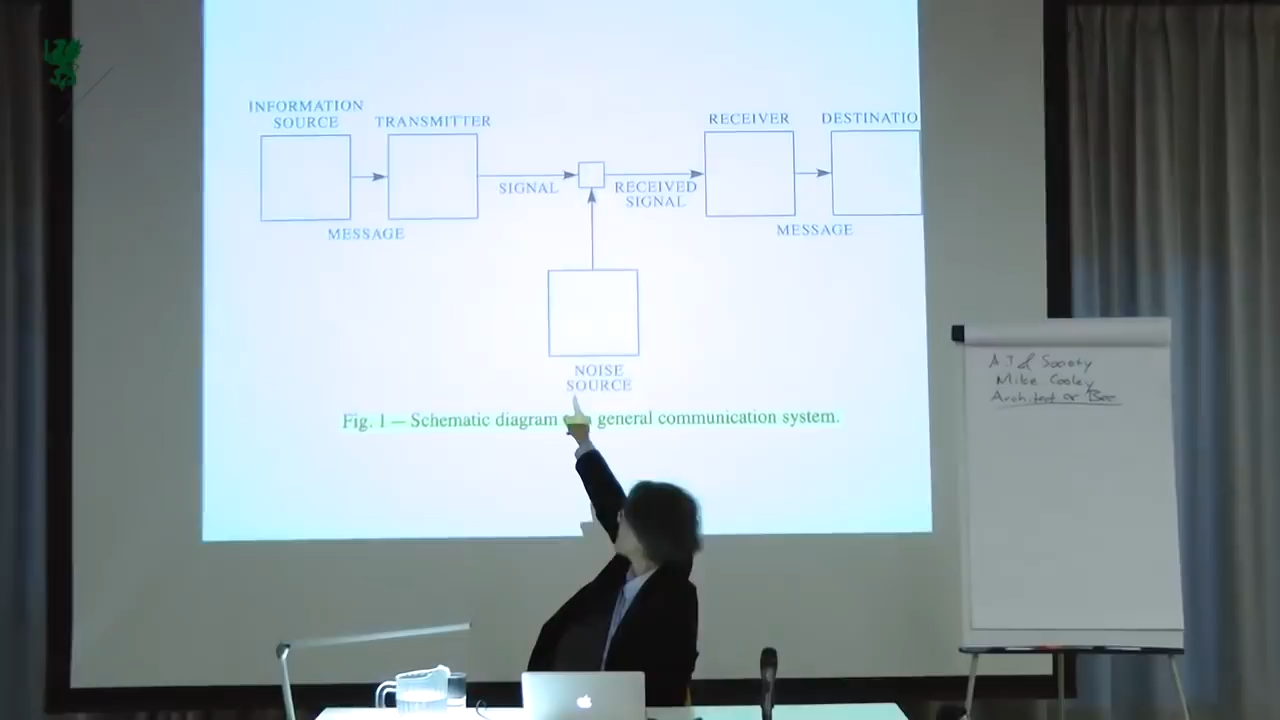 INFORMATION
SOURCE
TRANSMITTER
RECEIVER
DESTINATIO
SIGNAL
RECEIVED
SIGNAL
MESSAGE
MESSAGE
NOISE
SOURCE
Fig. 1 — Schematic diagram general communication system.
A.I & Society
Mike Cooley
Architect or Bee